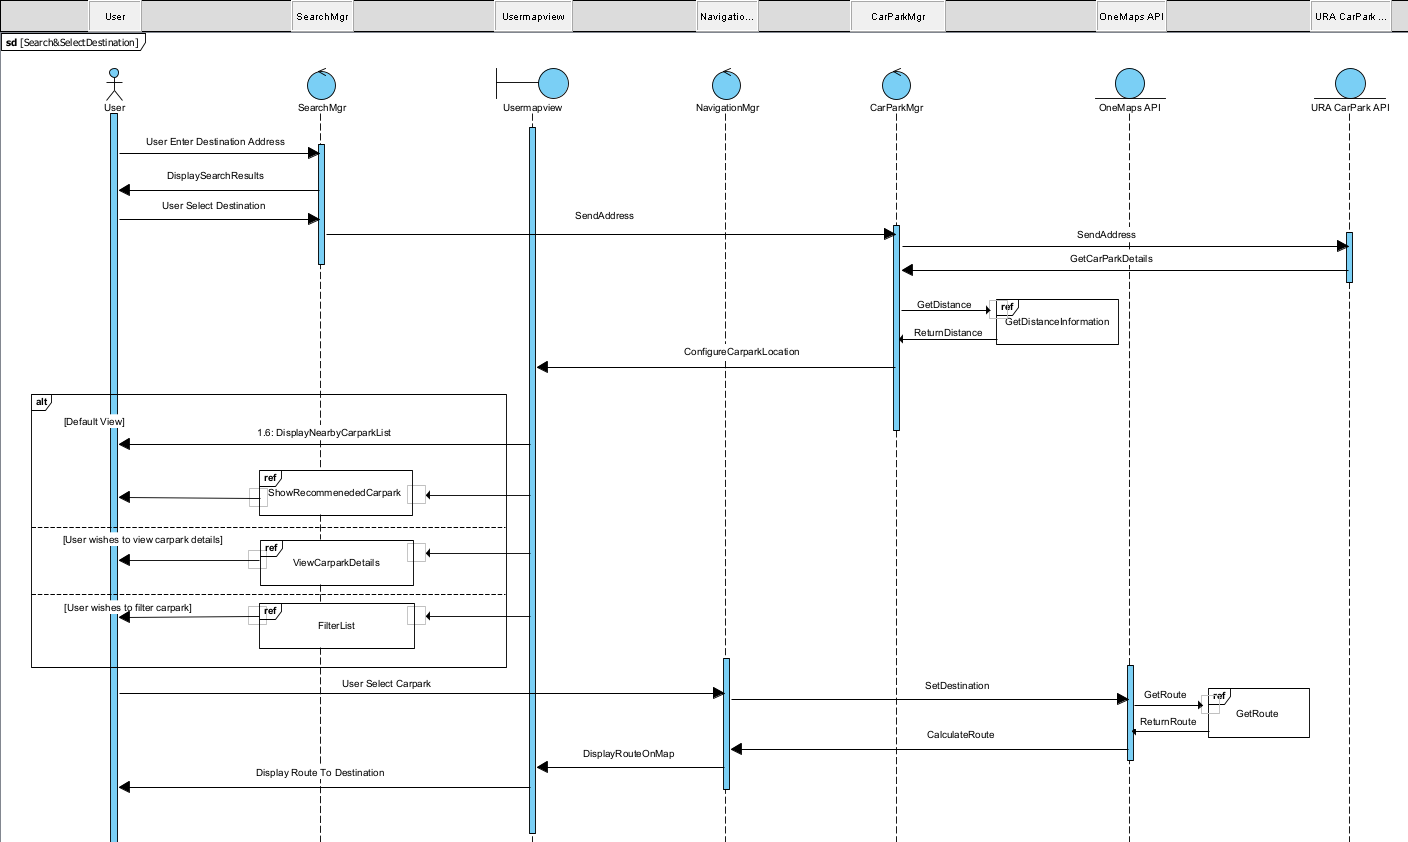 User
SearchMgr
Usermapview
Navigatio...
CarParkMgr
OneMaps API
URA CarPark ...
sd [Search&SelectDestination]
User
SearchMgr
Usermapview
NavigationMgr
CarParkMgr
OneMaps API
URA CarPark API
User Enter Destination Address
DisplaySearchResults
User Select Destination
SendAddress
SendAddress
GetCarParkDetails
GetDistance
ref
GetDistanceInformation
ReturnDistance
ConfigureCarparkLocation
alt
[Default View]
1.6: DisplayNearbyCarparkList
ref
ShowRecommenededCarpark
[User wishes to view carpark details]
ref
ViewCarparkDetails
[User wishes to filter carpark]
ref
FilterList
User Select Carpark
SetDestination
GetRoute
ref
GetRoute
ReturnRoute
CalculateRoute
DisplayRouteOnMap
Display Route To Destination